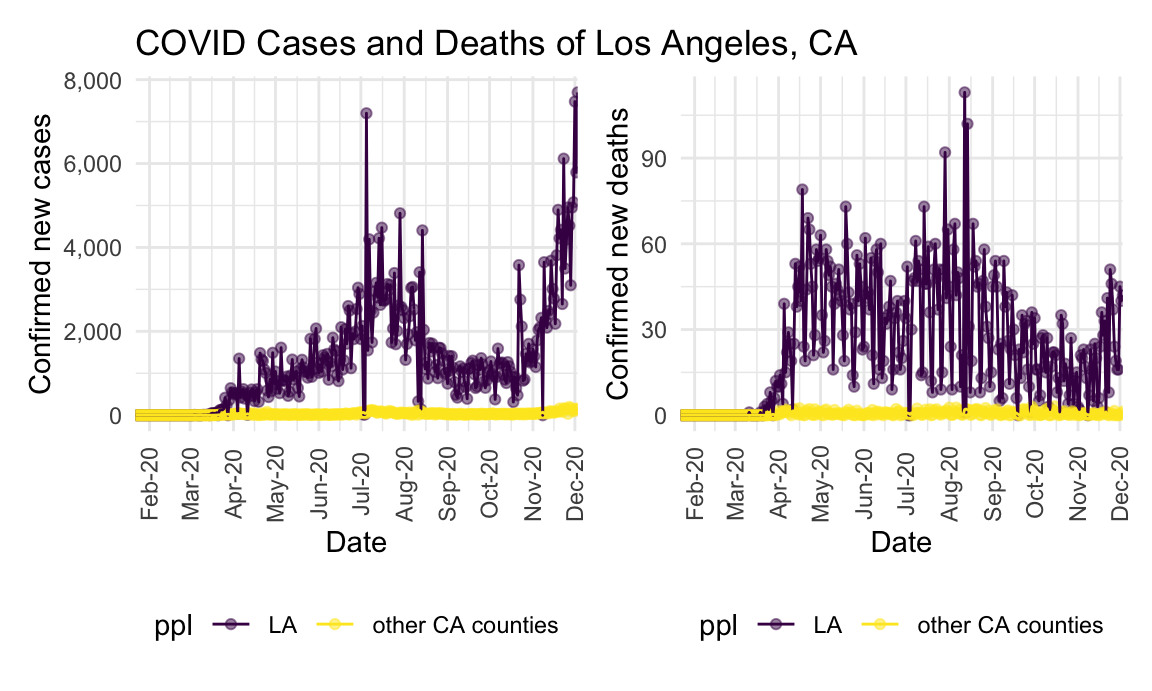 COVID Cases and Deaths of Los Angeles, CA
Confirmed new cases
8,000
6,000
4,000
2,000
0
Feb-20
Mar-20
Apr-20
May-20
Jun-20
Jul-20
Aug-20
Sep-20
Oct-20
Nov-20
Dec-20
Date
ppl LA other CA counties
Confirmed new deaths
90
60
30
0
Feb-20
Mar-20
Apr-20
May-20
Jun-20
Jul-20
Aug-20
Sep-20
Oct-20
Nov-20
Dec-20
Date
ppl LA other CA counties